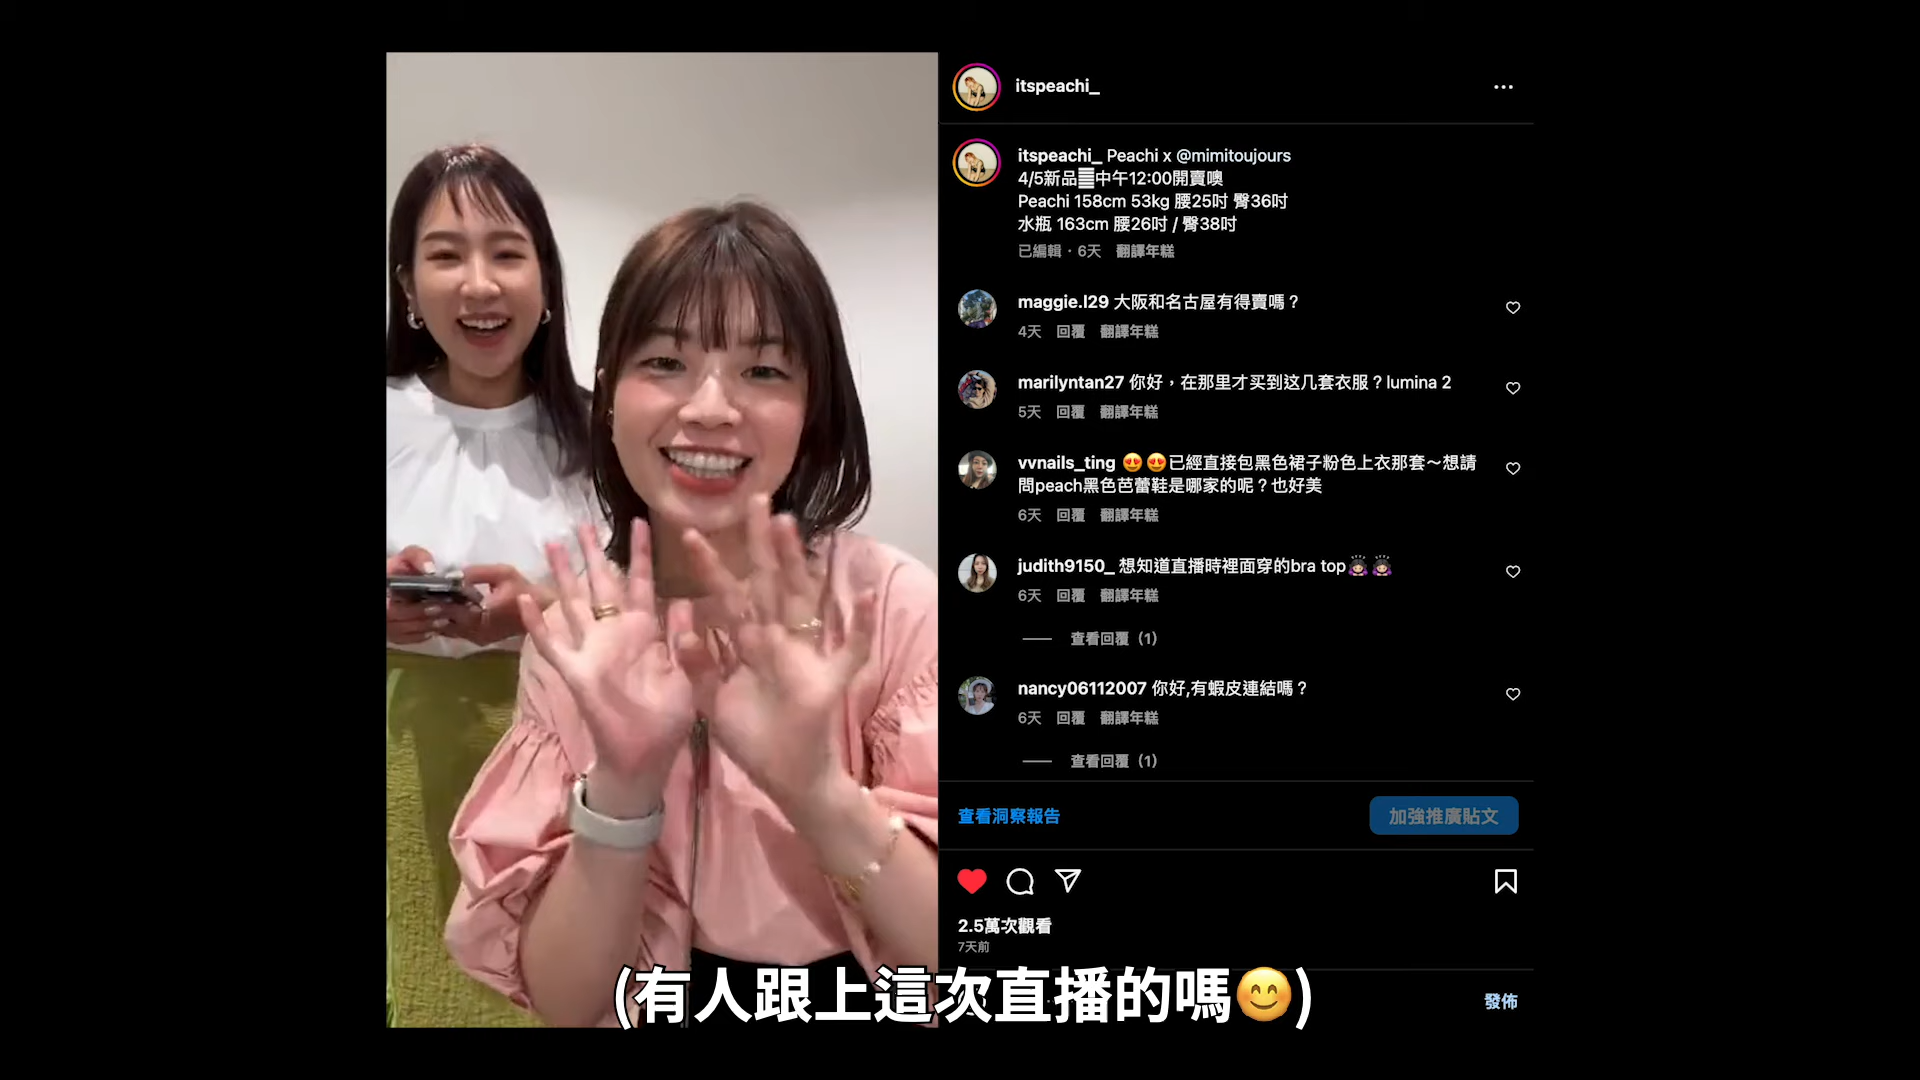 itspeachi_
itspeachi_ Peachi x @mimitoujours
4/5新品 中午12:00開賣噢
Peachi 158cm 53kg 腰25吋 臀36吋
水瓶 163cm 腰26吋 / 臀38吋
已編輯・6天 翻譯年糕
maggie.l29 大阪和名古屋有得賣嗎？
4天 回覆 翻譯年糕
marilyntan27 你好，在那里才买到这几套衣服？lumina 2
5天 回覆 翻譯年糕
vvnails_ting 😍😍已經直接包黑色裙子粉色上衣那套～想請
問peach黑色芭蕾鞋是哪家的呢？也好美
6天 回覆 翻譯年糕
judith9150_ 想知道直播時裡面穿的bra top🙇🏻‍♀️🙇🏻‍♀️
6天 回覆 翻譯年糕
查看回覆（1）
nancy06112007 你好,有蝦皮連結嗎？
6天 回覆 翻譯年糕
查看回覆（1）
查看洞察報告
加強推廣貼文
2.5萬次觀看
7天前
(有人跟上這次直播的嗎😊)
發佈